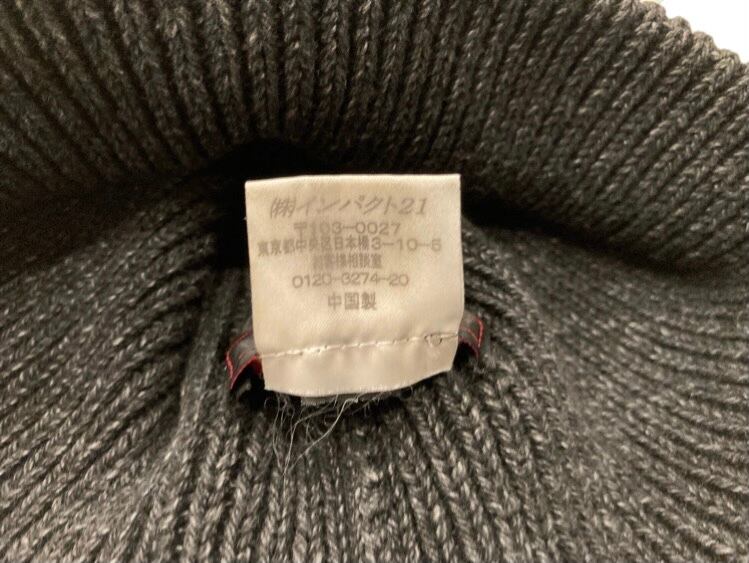 ㈱インパクト21
〒103-0027
東京都中央区日本橋3-10-5
お客様相談室
0120-3274-20
中国製